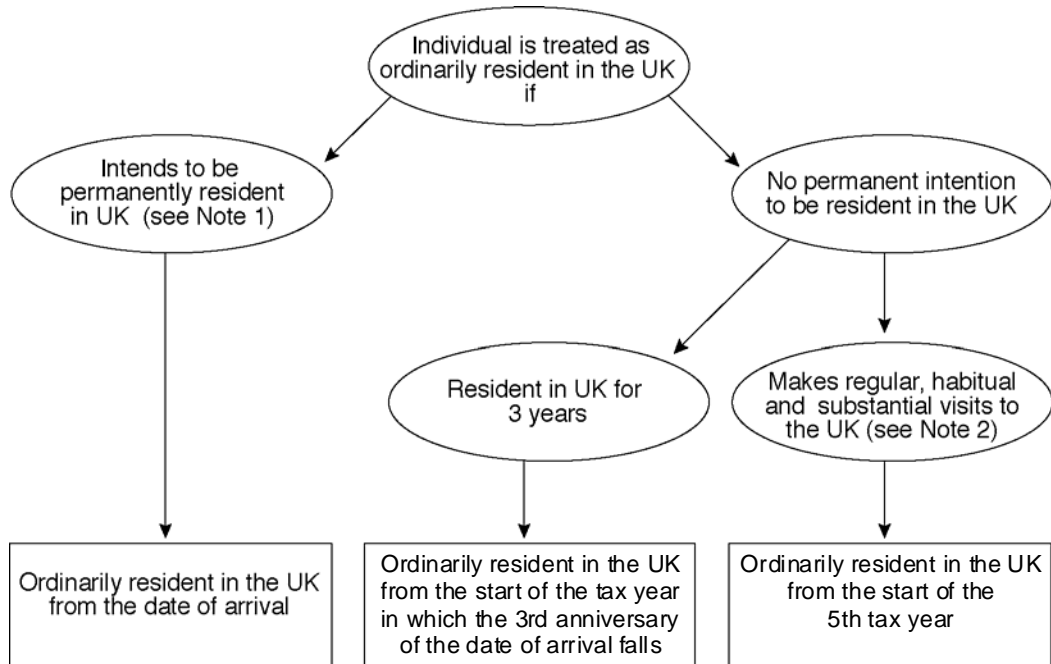 Individual is treated as
ordinarily resident in the UK
if
Intends to be
permanently resident
in UK (see Note 1)
No permanent intention
to be resident in the UK
Resident in UK for
3 years
Makes regular, habitual
and substantial visits to
the UK (see Note 2)
Ordinarily resident in the UK
from the date of arrival
Ordinarily resident in the UK
from the start of the tax year
in which the 3rd anniversary
of the date of arrival falls
Ordinarily resident in the UK
from the start of the
5th tax year